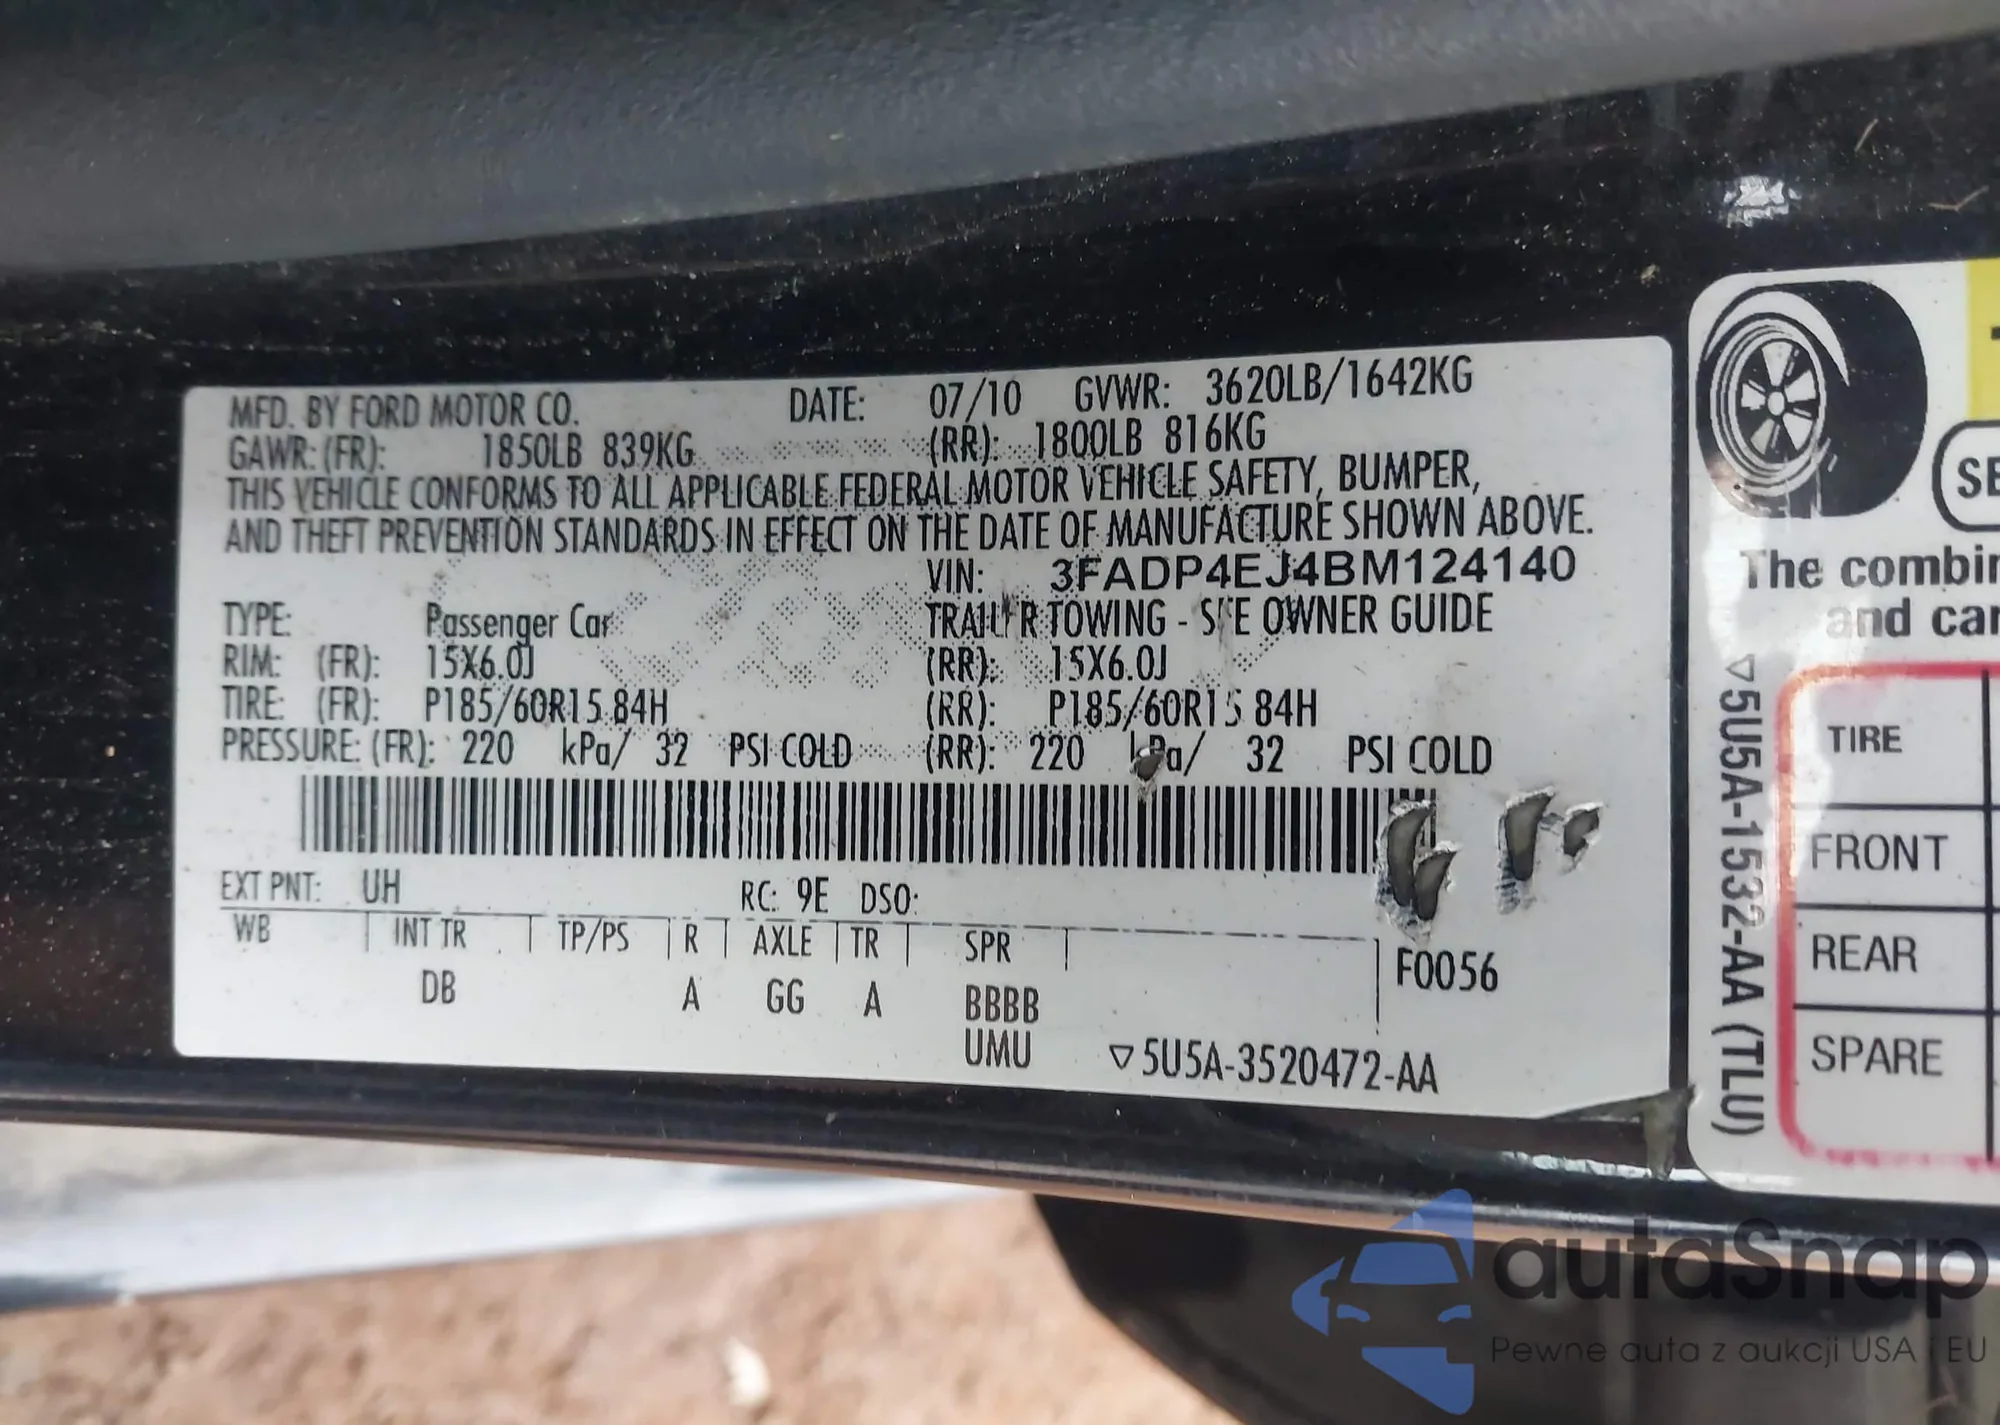 MFD. BY FORD MOTOR CO. DATE: 07/10 GVWR: 3620LB/1642KG
GAWR: (FR): 1850LB 839KG (RR): 1800LB 816KG
THIS VEHICLE CONFORMS TO ALL APPLICABLE FEDERAL MOTOR VEHICLE SAFETY, BUMPER,
AND THEFT PREVENTION STANDARDS IN EFFECT ON THE DATE OF MANUFACTURE SHOWN ABOVE.
VIN: 3FADP4EJ4BM124140
TYPE: Passenger Car TRAILER TOWING - SEE OWNER GUIDE
RIM: (FR): 15X6.0J (RR): 15X6.0J
TIRE: (FR): P185/60R15 84H (RR): P185/60R15 84H
PRESSURE: (FR): 220 kPa/ 32 PSI COLD (RR): 220 kPa/ 32 PSI COLD
EXT PNT: UH RC: 9E DSO:
WB INT TR TP/PS R AXLE TR SPR
DB A GG A BBBB
F0056
UMU ▽5U5A-3520472-AA
The combin
and car
▽5U5A-1532-AA (TLU)
TIRE
FRONT
REAR
SPARE
autaSnap
Pewne auta z aukcji USA i EU